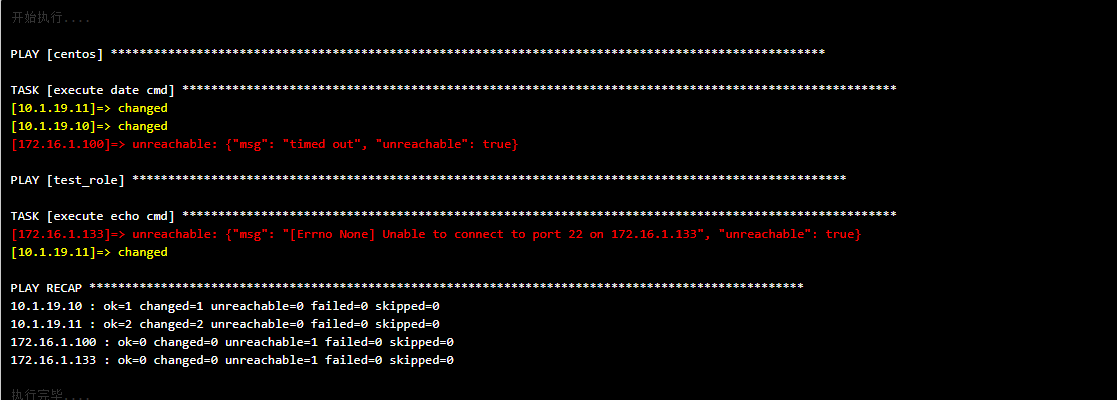 开始执行....
PLAY [centos] ****************************************************************************************************
TASK [execute date cmd] ****************************************************************************************************
[10.1.19.11]=> changed
[10.1.19.10]=> changed
[172.16.1.100]=> unreachable: {"msg": "timed out", "unreachable": true}
PLAY [test_role] ****************************************************************************************************
TASK [execute echo cmd] ****************************************************************************************************
[172.16.1.133]=> unreachable: {"msg": "[Errno None] Unable to connect to port 22 on 172.16.1.133", "unreachable": true}
[10.1.19.11]=> changed
PLAY RECAP ****************************************************************************************************
10.1.19.10 : ok=1 changed=1 unreachable=0 failed=0 skipped=0
10.1.19.11 : ok=2 changed=2 unreachable=0 failed=0 skipped=0
172.16.1.100 : ok=0 changed=0 unreachable=1 failed=0 skipped=0
172.16.1.133 : ok=0 changed=0 unreachable=1 failed=0 skipped=0
执行完毕....